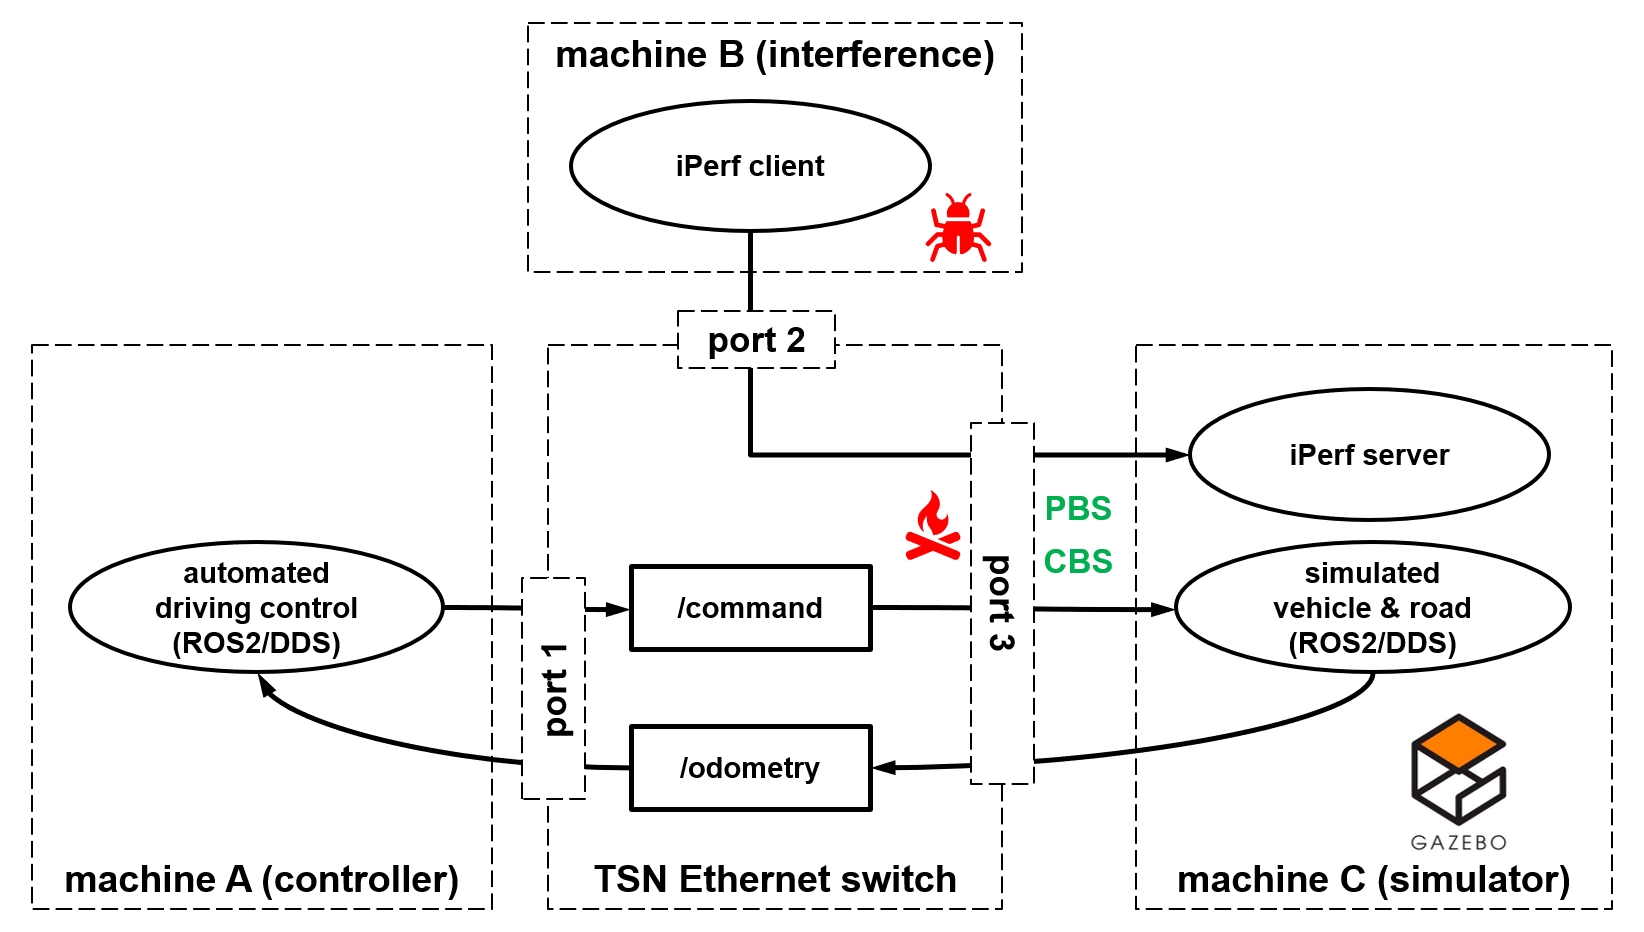 machine B (interference)
iPerf client
port 2
iPerf server
PBS
CBS
automated
driving control
(ROS2/DDS)
port 1
/command
port 3
simulated
vehicle & road
(ROS2/DDS)
/odometry
GAZEBO
machine A (controller)
TSN Ethernet switch
machine C (simulator)